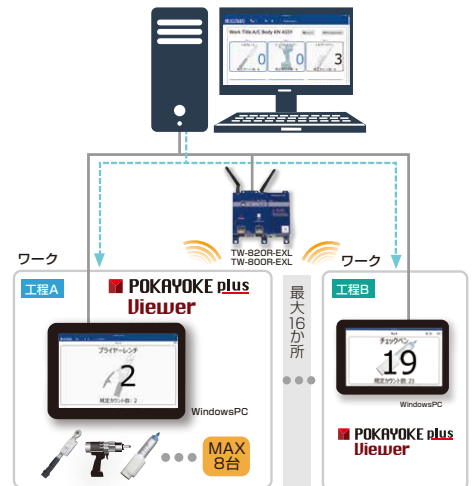 Work Title:A/C Body KN ASSY
0
0
3
TW-820R-EXL
TW-800R-EXL
ワーク
ワーク
工程A
POKAYOKE plus
Viewer
プライヤーレンチ
2
規定カウント数: 2
WindowsPC
MAX
8台
最大16か所
工程B
チェックペン
19
規定カウント数: 23
WindowsPC
POKAYOKE plus
Viewer